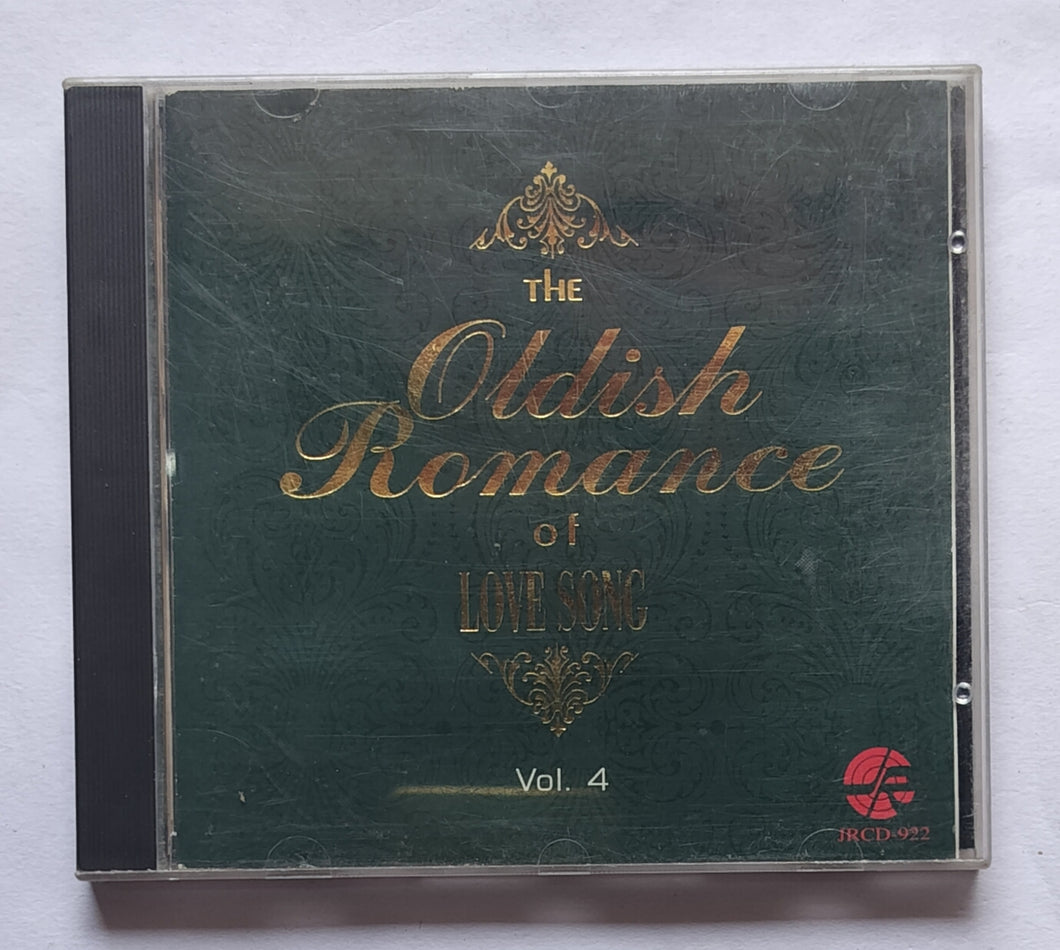 THE
Oldish
Romance
of
LOVE SONG
Vol. 4
JRCD-922